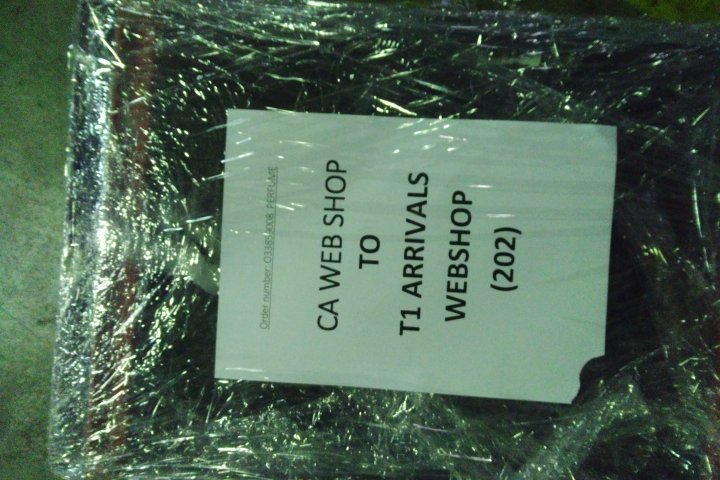 Order number: PERFUME
CA WEB SHOP
TO
T1 ARRIVALS
WEBSHOP
(202)